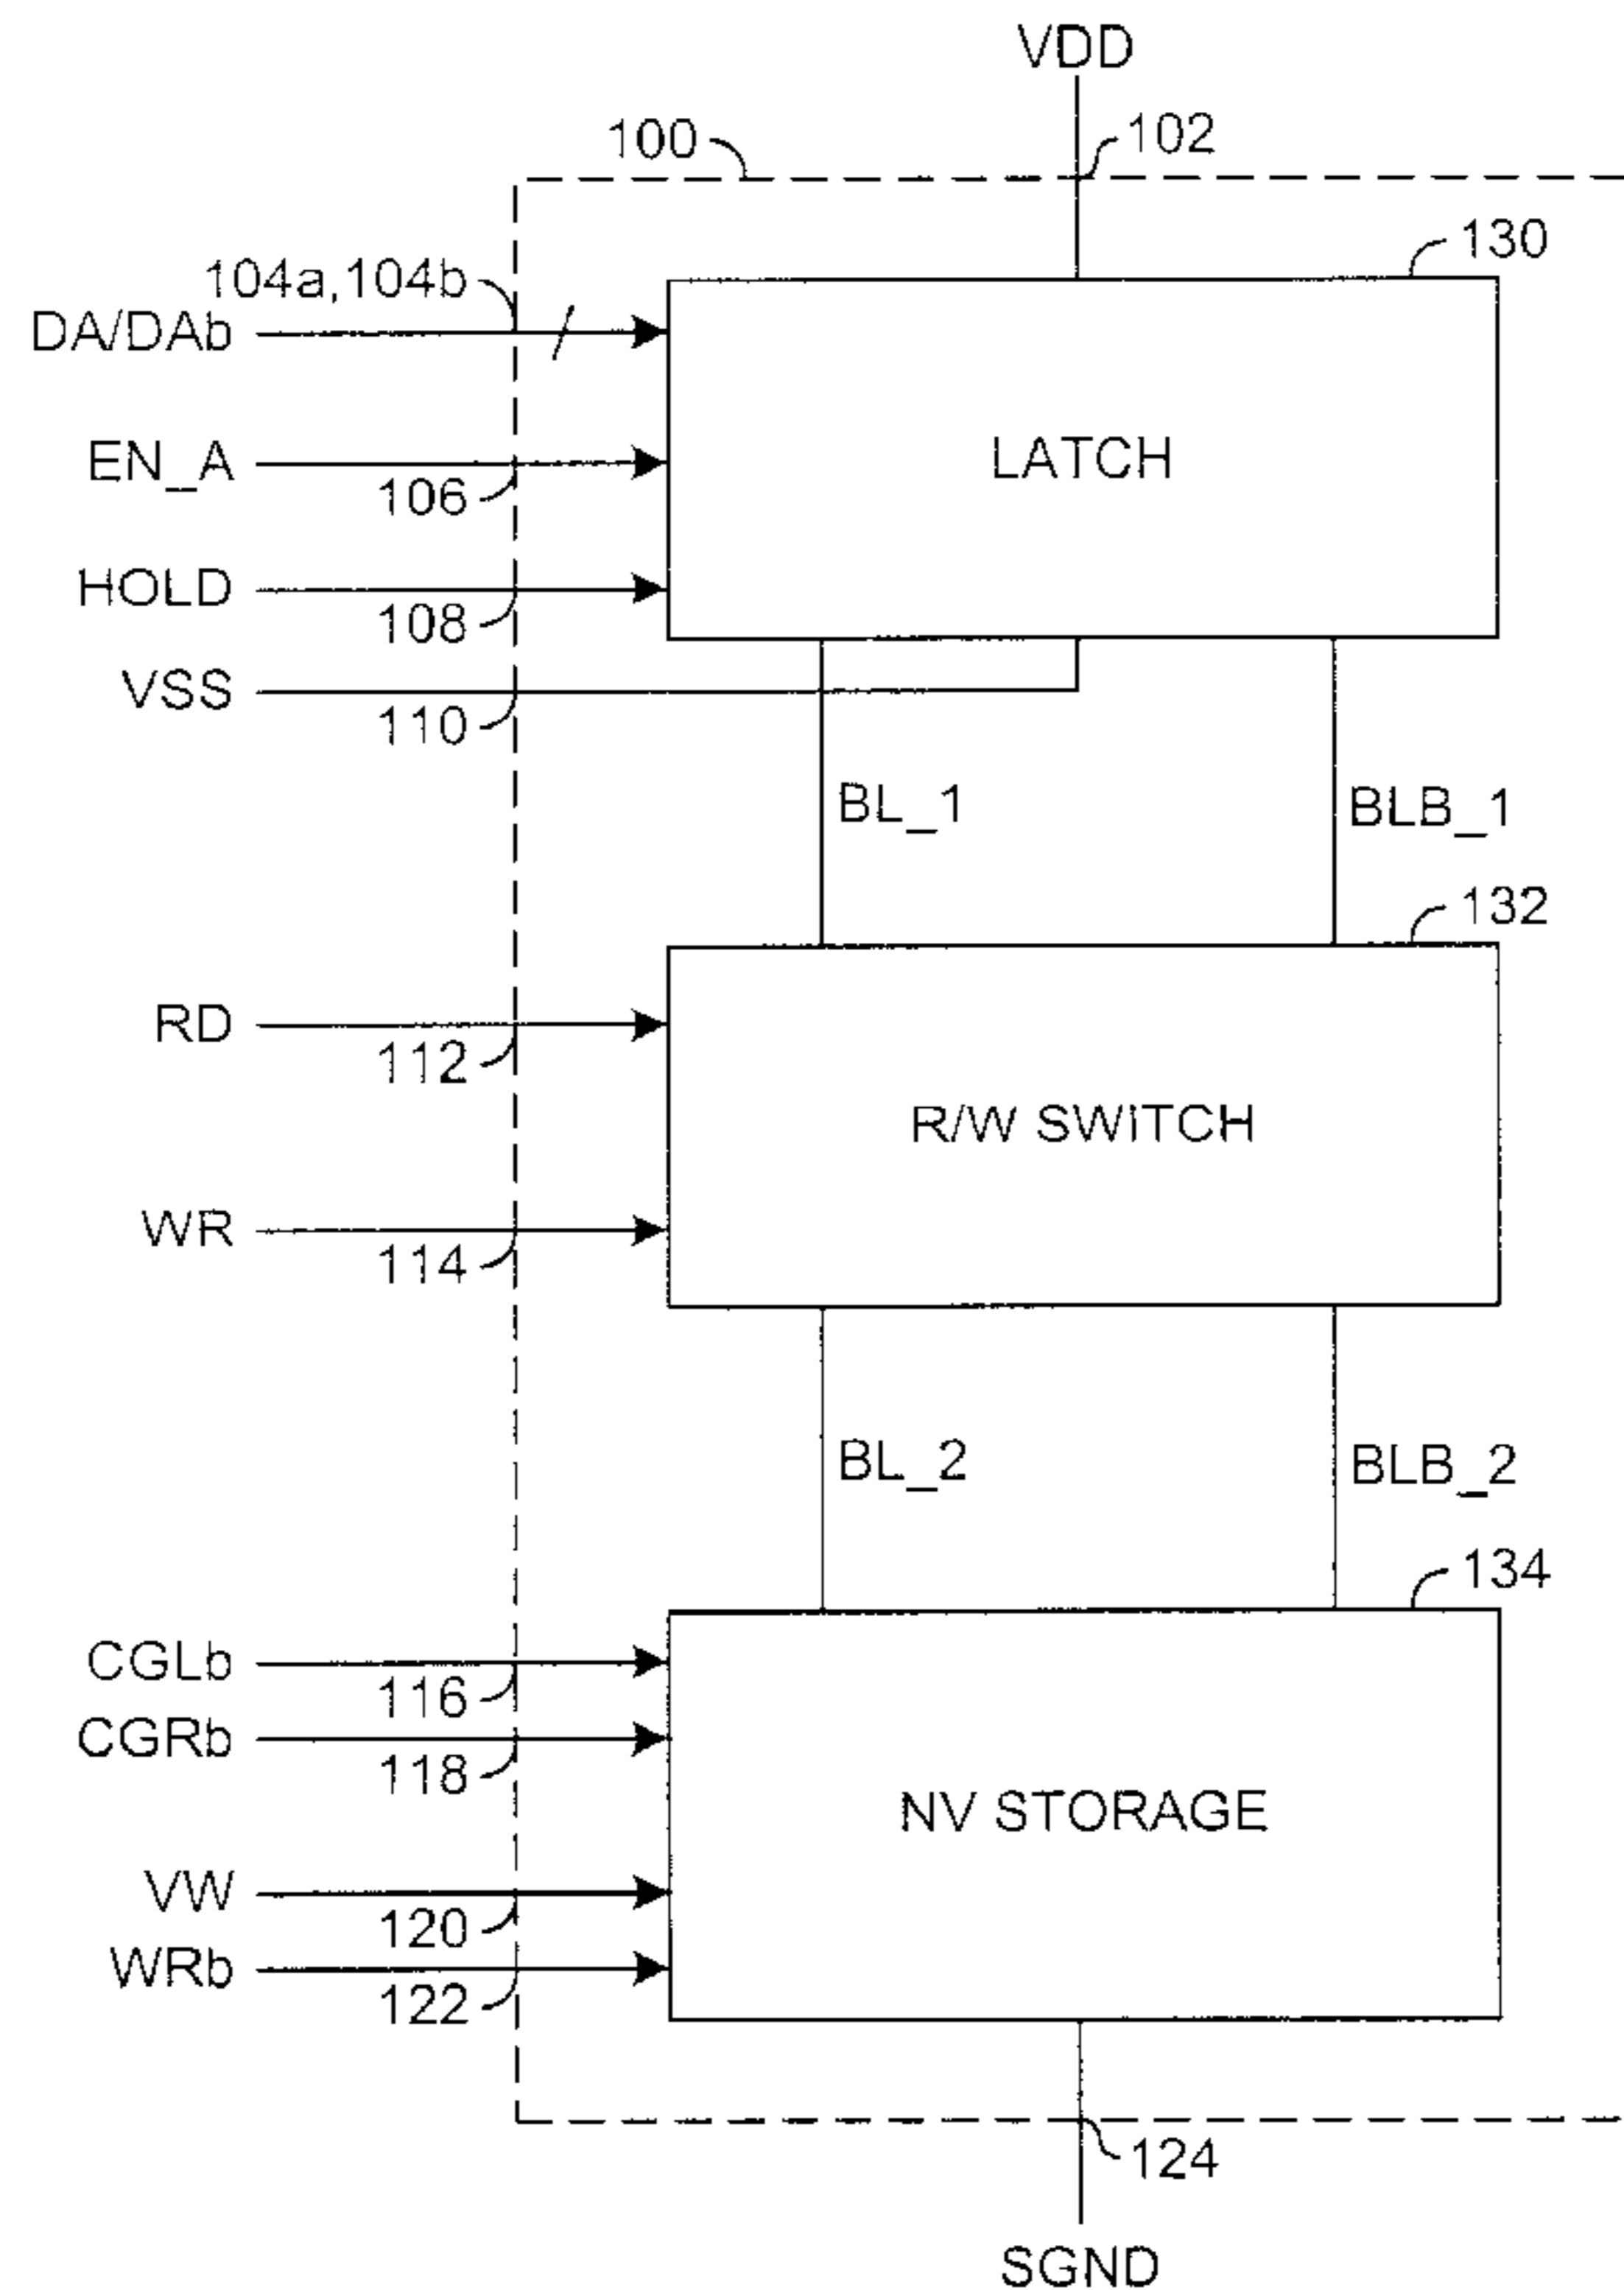 VDD
100
102
130
104a,104b
DA/DAb
LATCH
EN_A
106
HOLD
108
VSS
110
BL_1
BLB_1
132
RD
112
R/W SWiTCH
WR
114
BL_2
BLB_2
134
CGLb
116
CGRb
118
NV STORAGE
VW
120
WRb
122
124
SGND